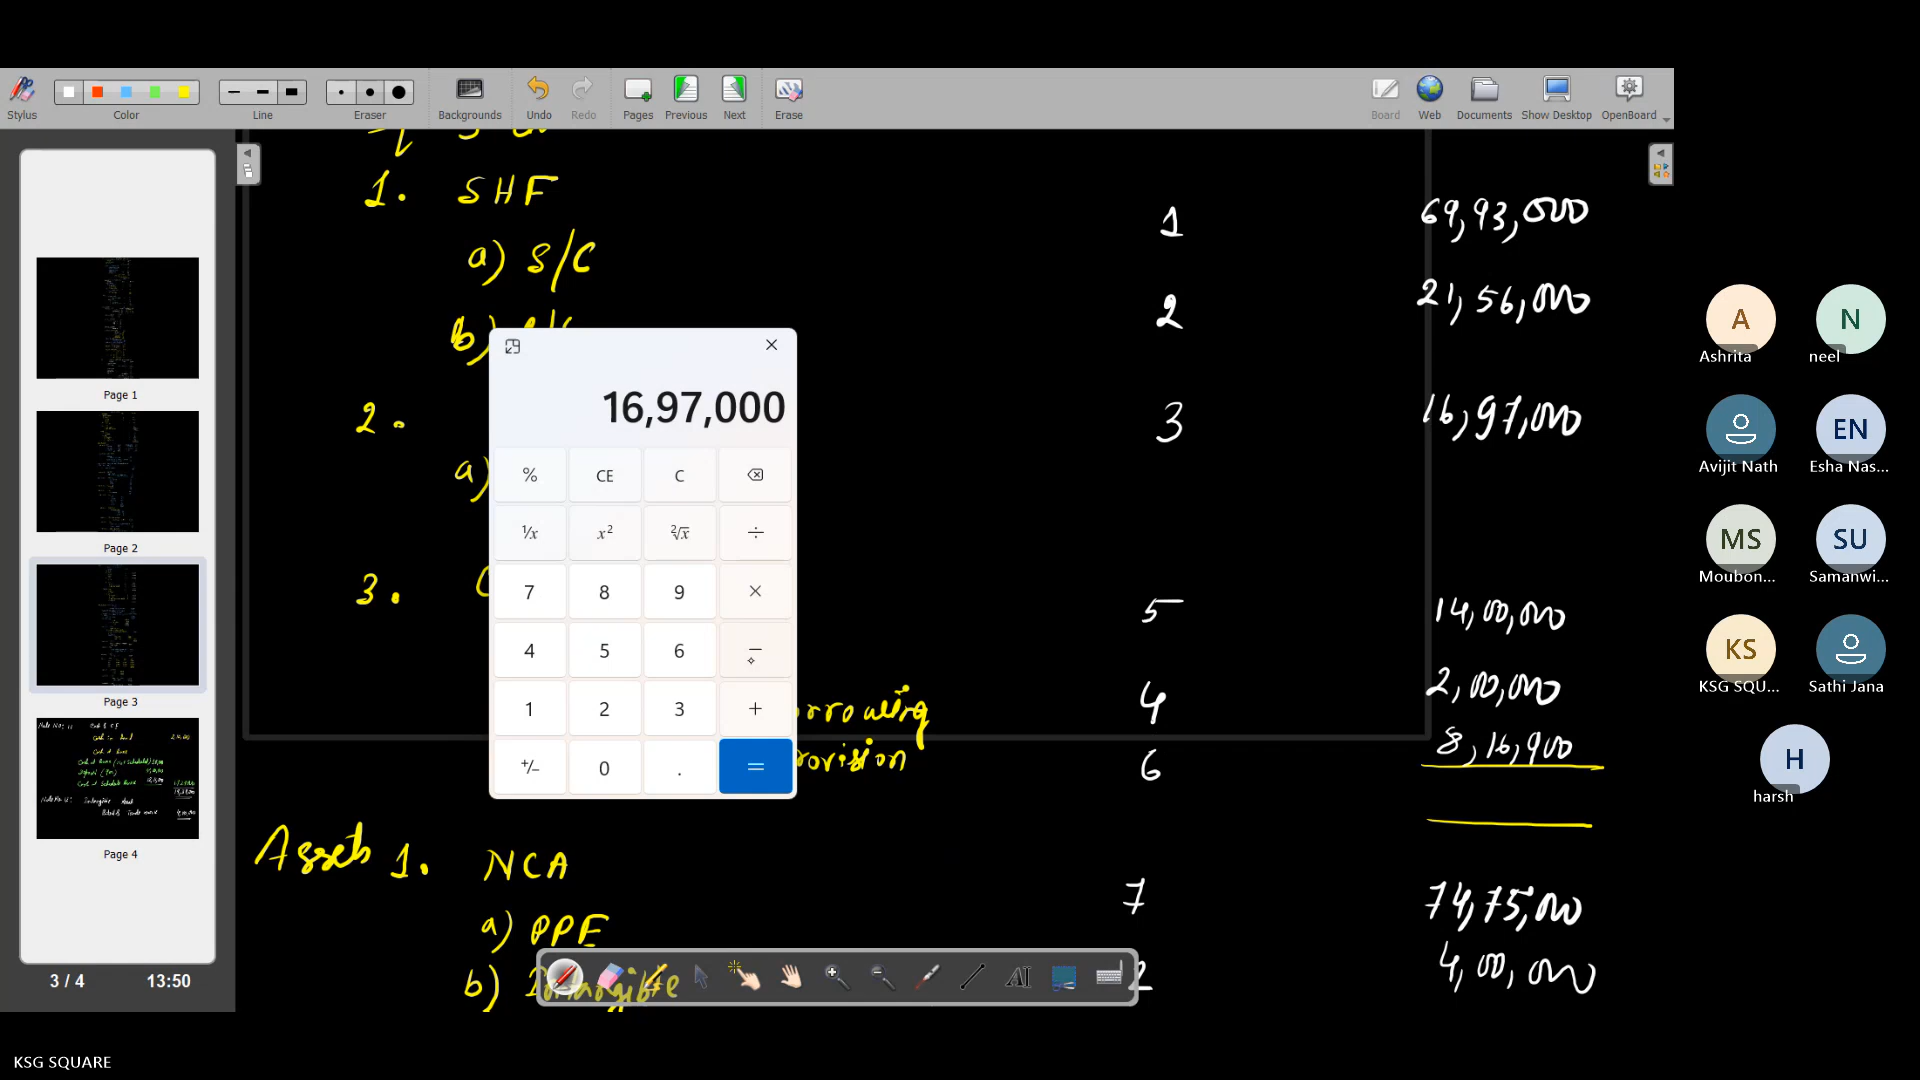 Stylus
Color
Line
Eraser
Backgrounds
Undo
Redo
Pages
Previous
Next
Erase
Board
Web
Documents
Show Desktop
OpenBoard
1. SHF
1 69,93,000
a) S/C
b)
2 21,56,000
2.
3 16,97,000
a)
3.
5 14,00,000
4 2,00,000
6 8,16,900
Assets 1. NCA
a) PPE
7 74,75,000
b) Intangible
12 4,00,000
16,97,000
% CE C
1/x x² ²√x ÷
7 8 9 ×
4 5 6 −
1 2 3 +
+/− 0 . =
Page 1
Page 2
Page 3
Page 4
3 / 4 13:50
A
Ashrita
N
neel
Avijit Nath
EN
Esha Nas...
MS
Moubon...
SU
Samanwi...
KS
KSG SQU...
Sathi Jana
H
harsh
KSG SQUARE